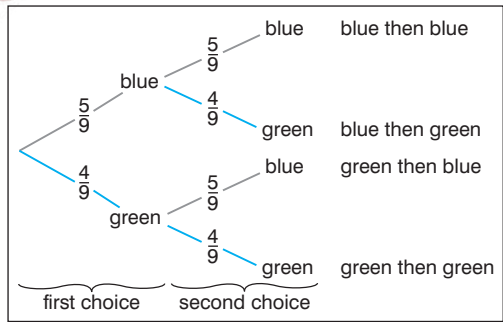 blue blue then blue
5/9
blue
5/9
4/9
green blue then green
blue green then blue
4/9
5/9
green
4/9
green green then green
first choice second choice